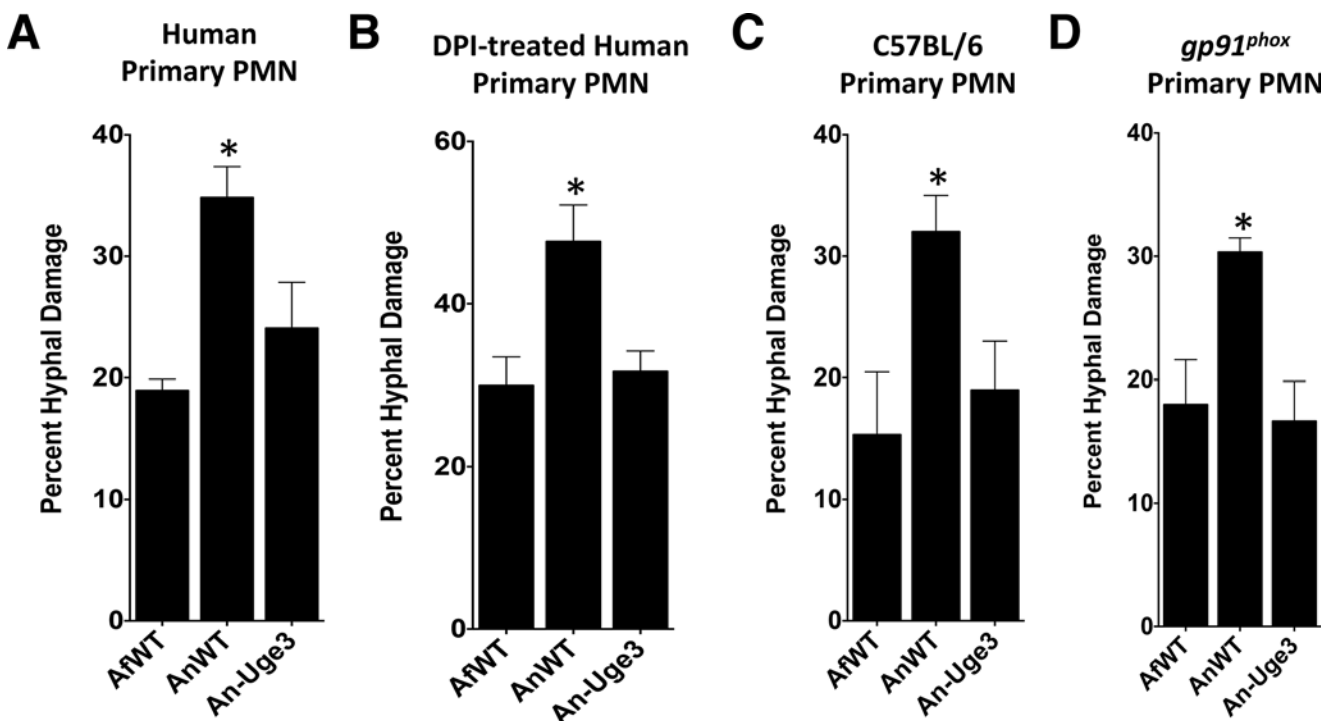 A
Human
Primary PMN
Percent Hyphal Damage
40
*
30
20
10
0
AfWT
AnWT
An-Uge3
B
DPI-treated Human
Primary PMN
Percent Hyphal Damage
60
*
40
20
0
AfWT
AnWT
An-Uge3
C
C57BL/6
Primary PMN
Percent Hyphal Damage
40
*
30
20
10
0
AfWT
AnWT
An-Uge3
D
gp91phox
Primary PMN
Percent Hyphal Damage
40
*
30
20
10
0
AfWT
AnWT
An-Uge3